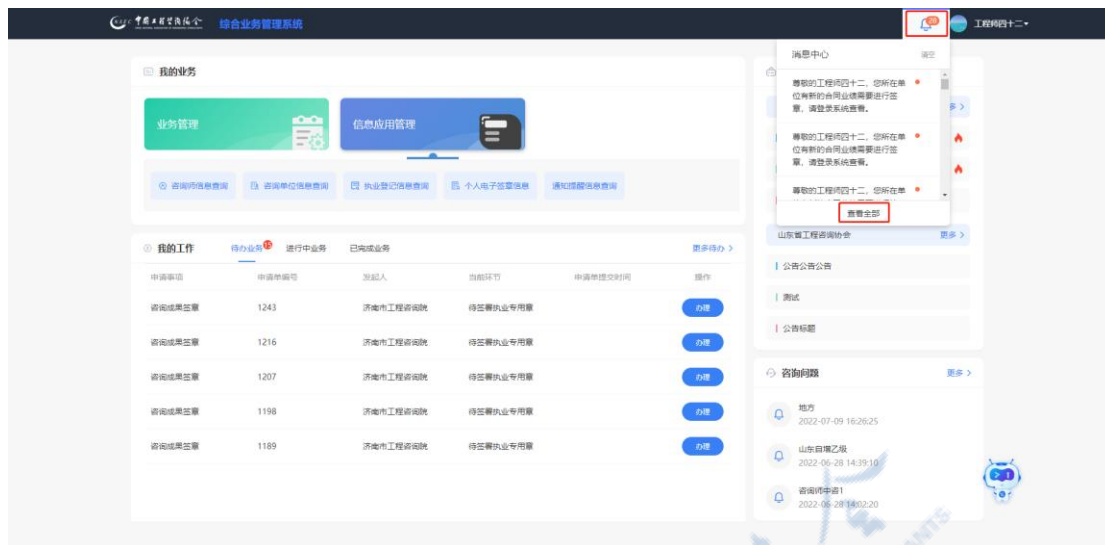 综合业务管理系统
工程师四十二
消息中心
清空
尊敬的工程师四十二，您所在单
位有新的合同业绩需要进行签
章，请登录系统查看。
尊敬的工程师四十二，您所在单
位有新的合同业绩需要进行签
章，请登录系统查看。
尊敬的工程师四十二，您所在单
查看全部
我的业务
业务管理
信息应用管理
咨询师信息查询
咨询单位信息查询
执业登记信息查询
个人电子签章信息
通知提醒信息查询
我的工作
待办业务
15
进行中业务
已完成业务
更多待办 >
申请事项 申请单编号 发起人 当前环节 申请单提交时间 操作
咨询成果签章 1243 济南市工程咨询院 待签署执业专用章 办理
咨询成果签章 1216 济南市工程咨询院 待签署执业专用章 办理
咨询成果签章 1207 济南市工程咨询院 待签署执业专用章 办理
咨询成果签章 1198 济南市工程咨询院 待签署执业专用章 办理
咨询成果签章 1189 济南市工程咨询院 待签署执业专用章 办理
山东省工程咨询协会
更多 >
公告公告公告
测试
公告标题
咨询问题
更多 >
地方
2022-07-09 16:26:25
山东自增乙级
2022-06-28 14:39:10
咨询师中咨1
2022-06-28 14:02:20